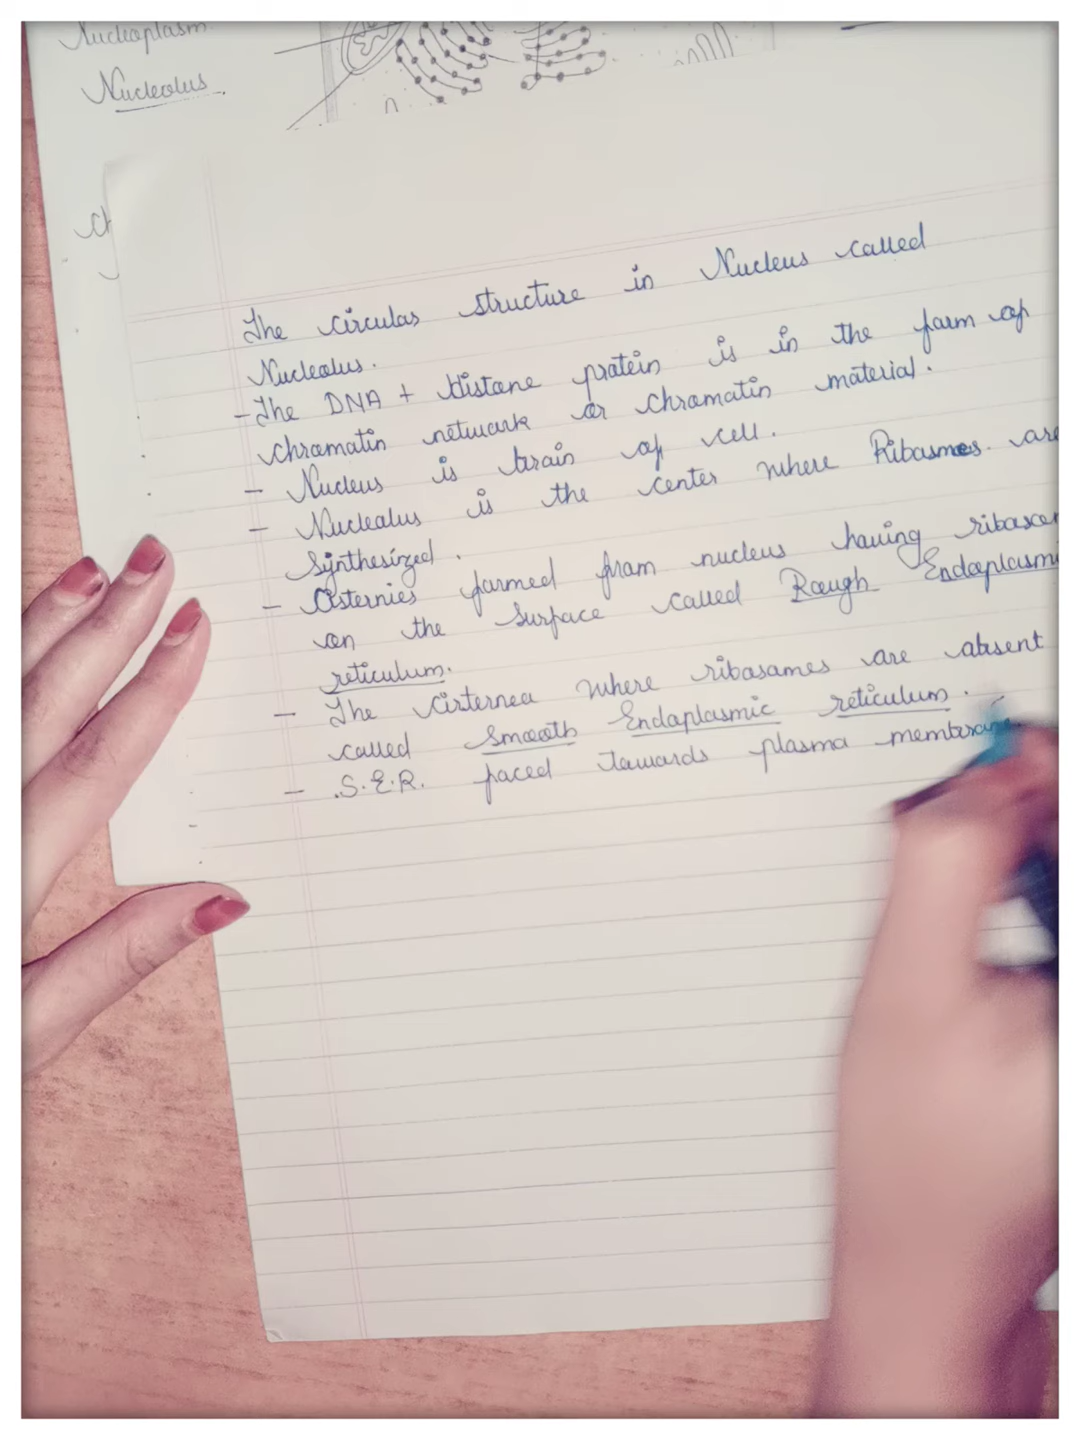 Nucleoplasm
Nucleolus
The circular structure in Nucleus called
Nucleolus.
- The DNA + histone protein is in the form of
chromatin network or chromatin material.
- Nucleus is brain of cell.
- Nucleolus is the center where Ribosmes are
Synthesized.
- Cisternies formed from nucleus having
on the surface called Rough Endoplasmi
reticulum.
- The cisternea where ribosomes are absent
called Smooth Endoplasmic reticulum.
- S.E.R. faced towards plasma membrane.